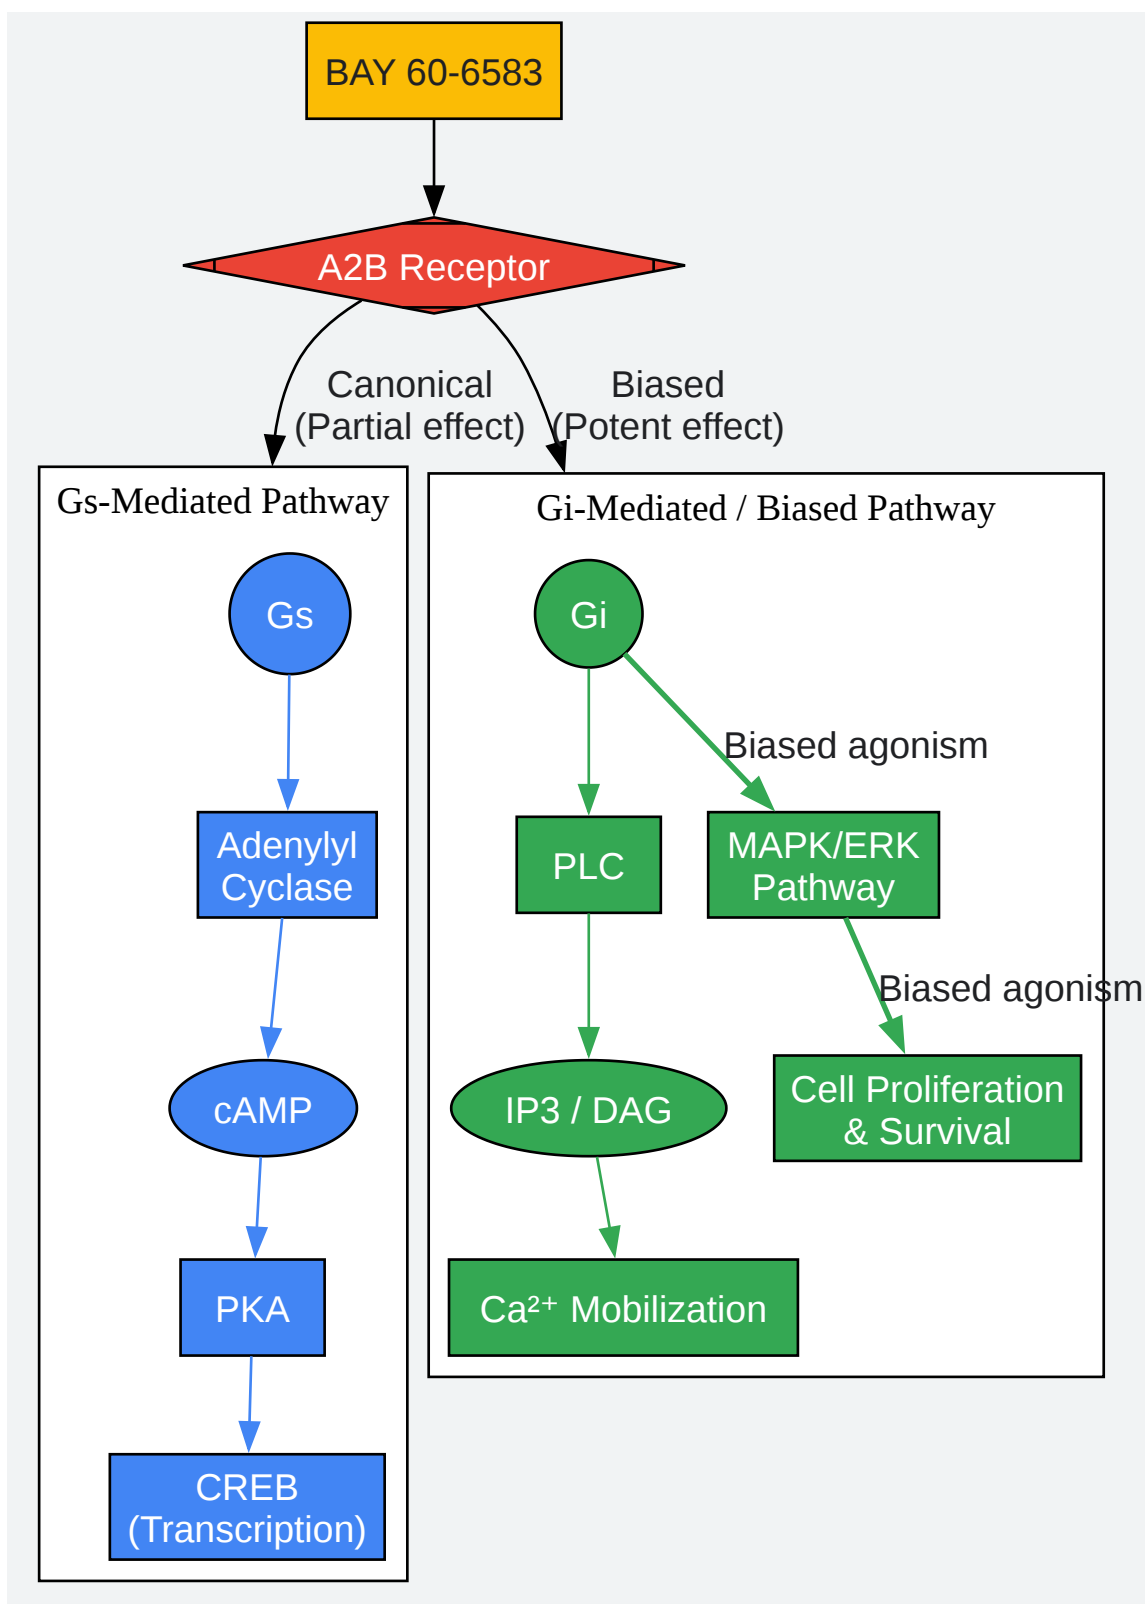 BAY 60-6583
A2B Receptor
Canonical
(Partial effect)
Biased
(Potent effect)
Gs-Mediated Pathway
Gs
Adenylyl
Cyclase
cAMP
PKA
CREB
(Transcription)
Gi-Mediated / Biased Pathway
Gi
Biased agonism
PLC
MAPK/ERK
Pathway
Biased agonism
IP3 / DAG
Cell Proliferation
& Survival
Ca²⁺ Mobilization